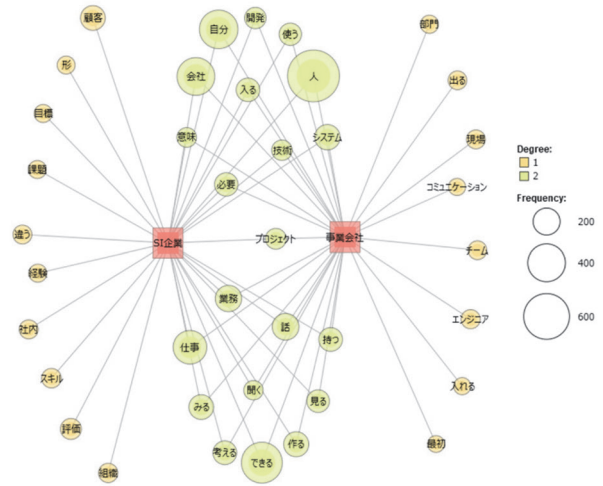 顧客
形
目標
課題
違う
経験
社内
スキル
評価
組織
SI企業
自分
開発
使う
会社
入る
人
意味
技術
システム
必要
プロジェクト
業務
話
仕事
持つ
聞く
みる
見る
考える
できる
作る
事業会社
部門
出る
現場
コミュニケーション
チーム
エンジニア
入れる
最初
Degree:
1
2
Frequency:
200
400
600